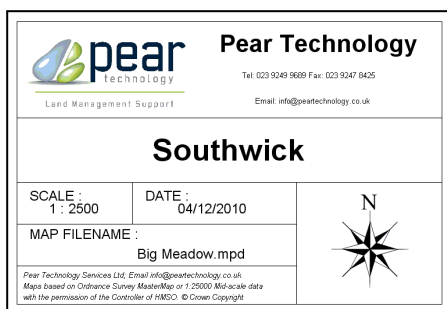 pear
technology
Land Management Support
Pear Technology
Tel: 023 9249 9689 Fax: 023 9247 8425
Email: info@peartechnology.co.uk
Southwick
SCALE :
1 : 2500
DATE :
04/12/2010
MAP FILENAME :
Big Meadow.mpd
N
Pear Technology Services Ltd; Email info@peartechnology.co.uk
Maps based on Ordnance Survey MasterMap or 1:25000 Mid-scale data
with the permission of the Controller of HMSO. © Crown Copyright